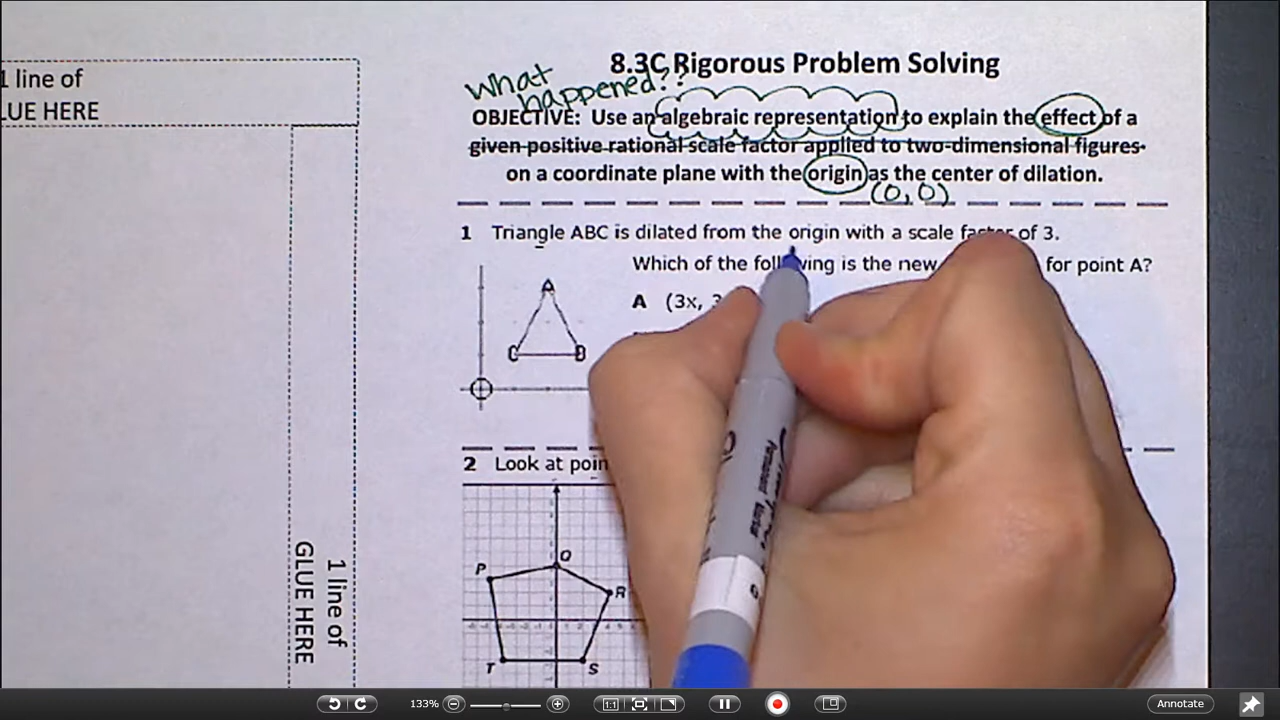 8.3C Rigorous Problem Solving
What
happened??
OBJECTIVE: Use an algebraic representation to explain the effect of a
given positive rational scale factor applied to two-dimensional figures
on a coordinate plane with the origin as the center of dilation.
(0,0)
1 line of
LUE HERE
1 Triangle ABC is dilated from the origin with a scale factor of 3.
Which of the following is the new for point A?
A (3x,
A
C B
2 Look at poin
P Q R
T S
1 line of
GLUE HERE
133%
1:1
Annotate